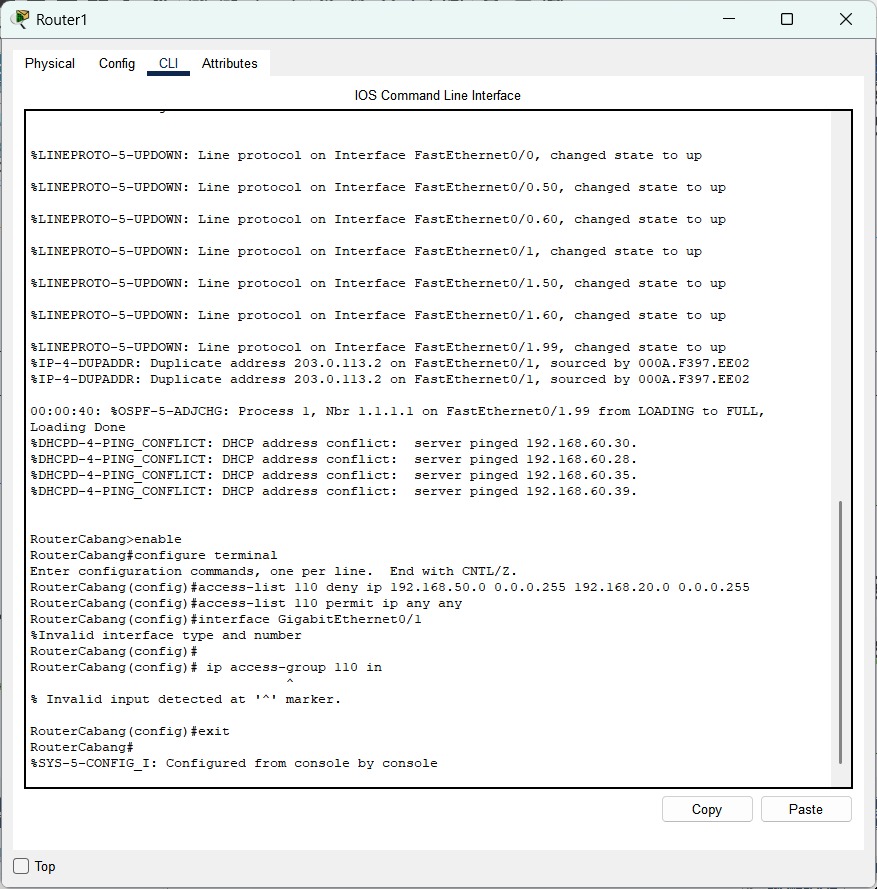 Router1
Physical Config CLI Attributes
IOS Command Line Interface
%LINEPROTO-5-UPDOWN: Line protocol on Interface FastEthernet0/0, changed state to up
%LINEPROTO-5-UPDOWN: Line protocol on Interface FastEthernet0/0.50, changed state to up
%LINEPROTO-5-UPDOWN: Line protocol on Interface FastEthernet0/0.60, changed state to up
%LINEPROTO-5-UPDOWN: Line protocol on Interface FastEthernet0/1, changed state to up
%LINEPROTO-5-UPDOWN: Line protocol on Interface FastEthernet0/1.50, changed state to up
%LINEPROTO-5-UPDOWN: Line protocol on Interface FastEthernet0/1.60, changed state to up
%LINEPROTO-5-UPDOWN: Line protocol on Interface FastEthernet0/1.99, changed state to up
%IP-4-DUPADDR: Duplicate address 203.0.113.2 on FastEthernet0/1, sourced by 000A.F397.EE02
%IP-4-DUPADDR: Duplicate address 203.0.113.2 on FastEthernet0/1, sourced by 000A.F397.EE02
00:00:40: %OSPF-5-ADJCHG: Process 1, Nbr 1.1.1.1 on FastEthernet0/1.99 from LOADING to FULL,
Loading Done
%DHCPD-4-PING_CONFLICT: DHCP address conflict:  server pinged 192.168.60.30.
%DHCPD-4-PING_CONFLICT: DHCP address conflict:  server pinged 192.168.60.28.
%DHCPD-4-PING_CONFLICT: DHCP address conflict:  server pinged 192.168.60.35.
%DHCPD-4-PING_CONFLICT: DHCP address conflict:  server pinged 192.168.60.39.
RouterCabang>enable
RouterCabang#configure terminal
Enter configuration commands, one per line.  End with CNTL/Z.
RouterCabang(config)#access-list 110 deny ip 192.168.50.0 0.0.0.255 192.168.20.0 0.0.0.255
RouterCabang(config)#access-list 110 permit ip any any
RouterCabang(config)#interface GigabitEthernet0/1
%Invalid interface type and number
RouterCabang(config)#
RouterCabang(config)# ip access-group 110 in
^
% Invalid input detected at '^' marker.
RouterCabang(config)#exit
RouterCabang#
%SYS-5-CONFIG_I: Configured from console by console
Copy Paste
Top